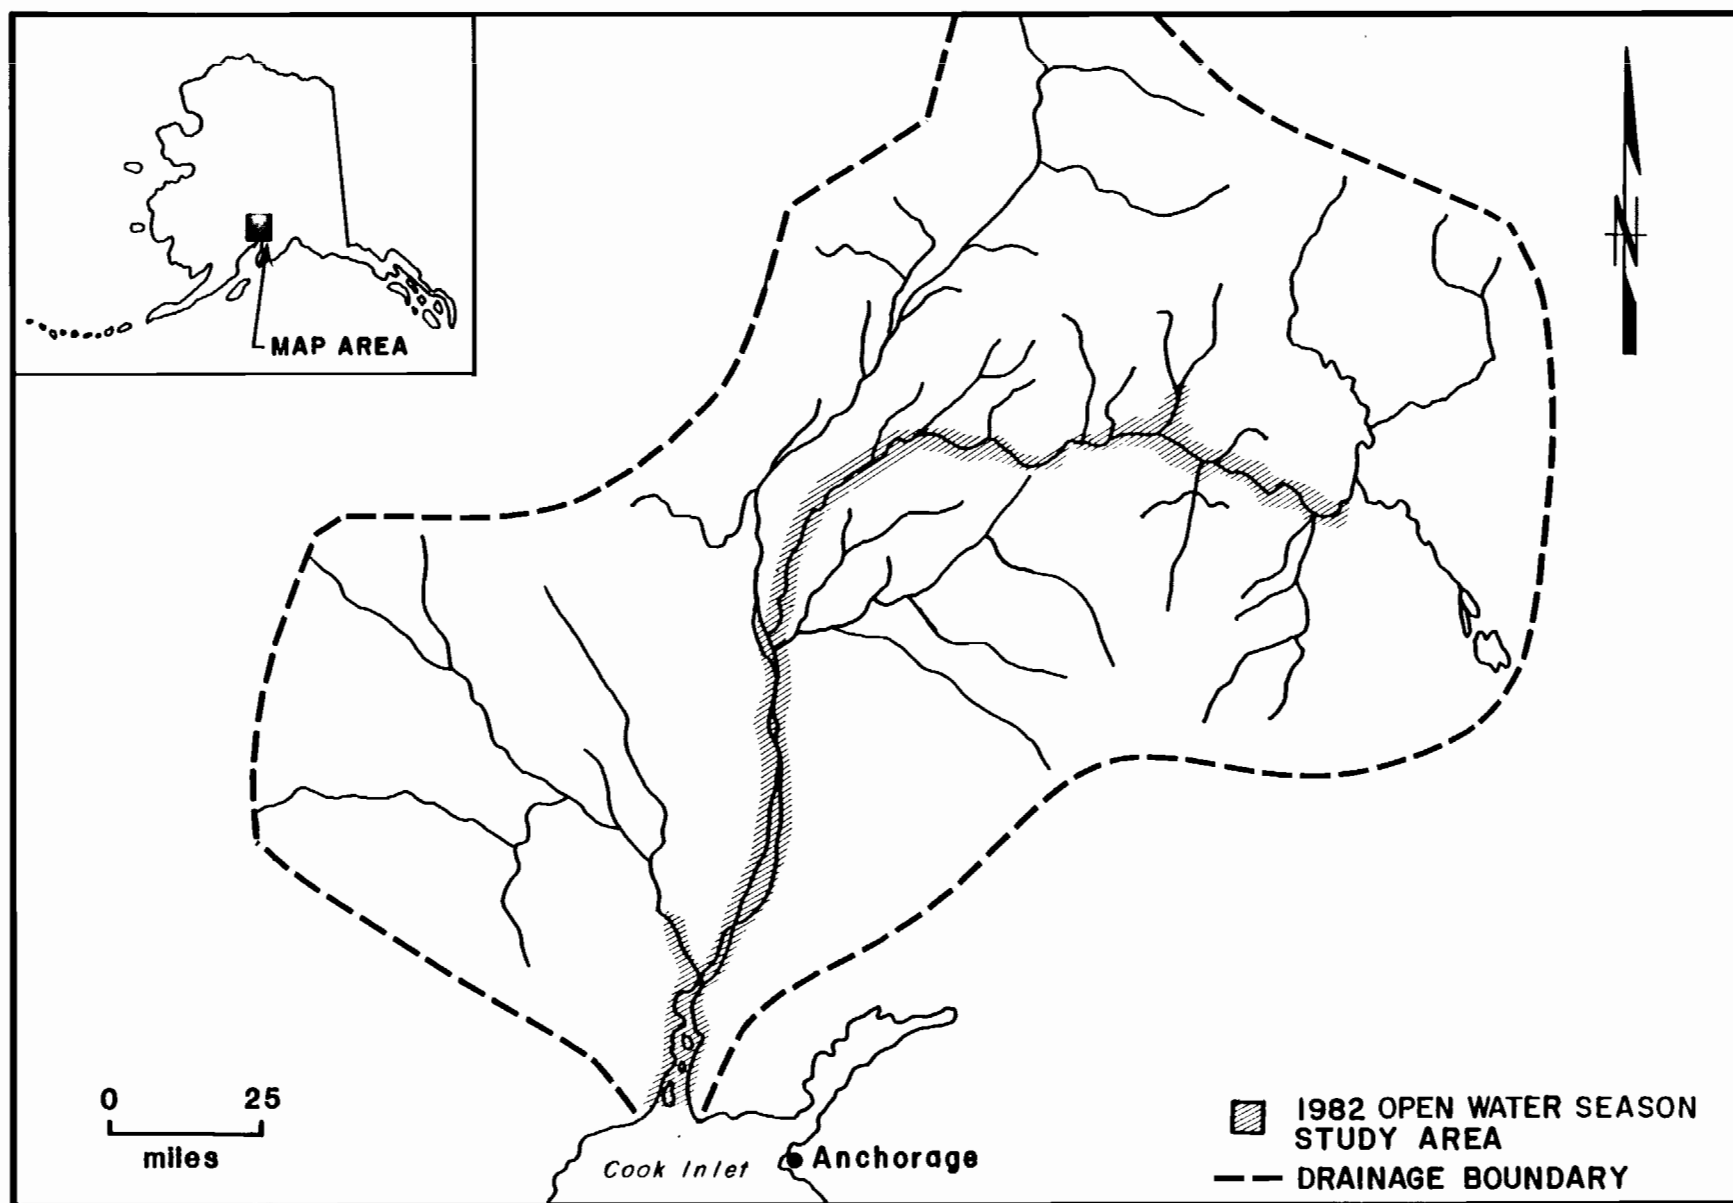 MAP AREA
N
0 25
miles
Cook Inlet
Anchorage
1982 OPEN WATER SEASON
STUDY AREA
DRAINAGE BOUNDARY